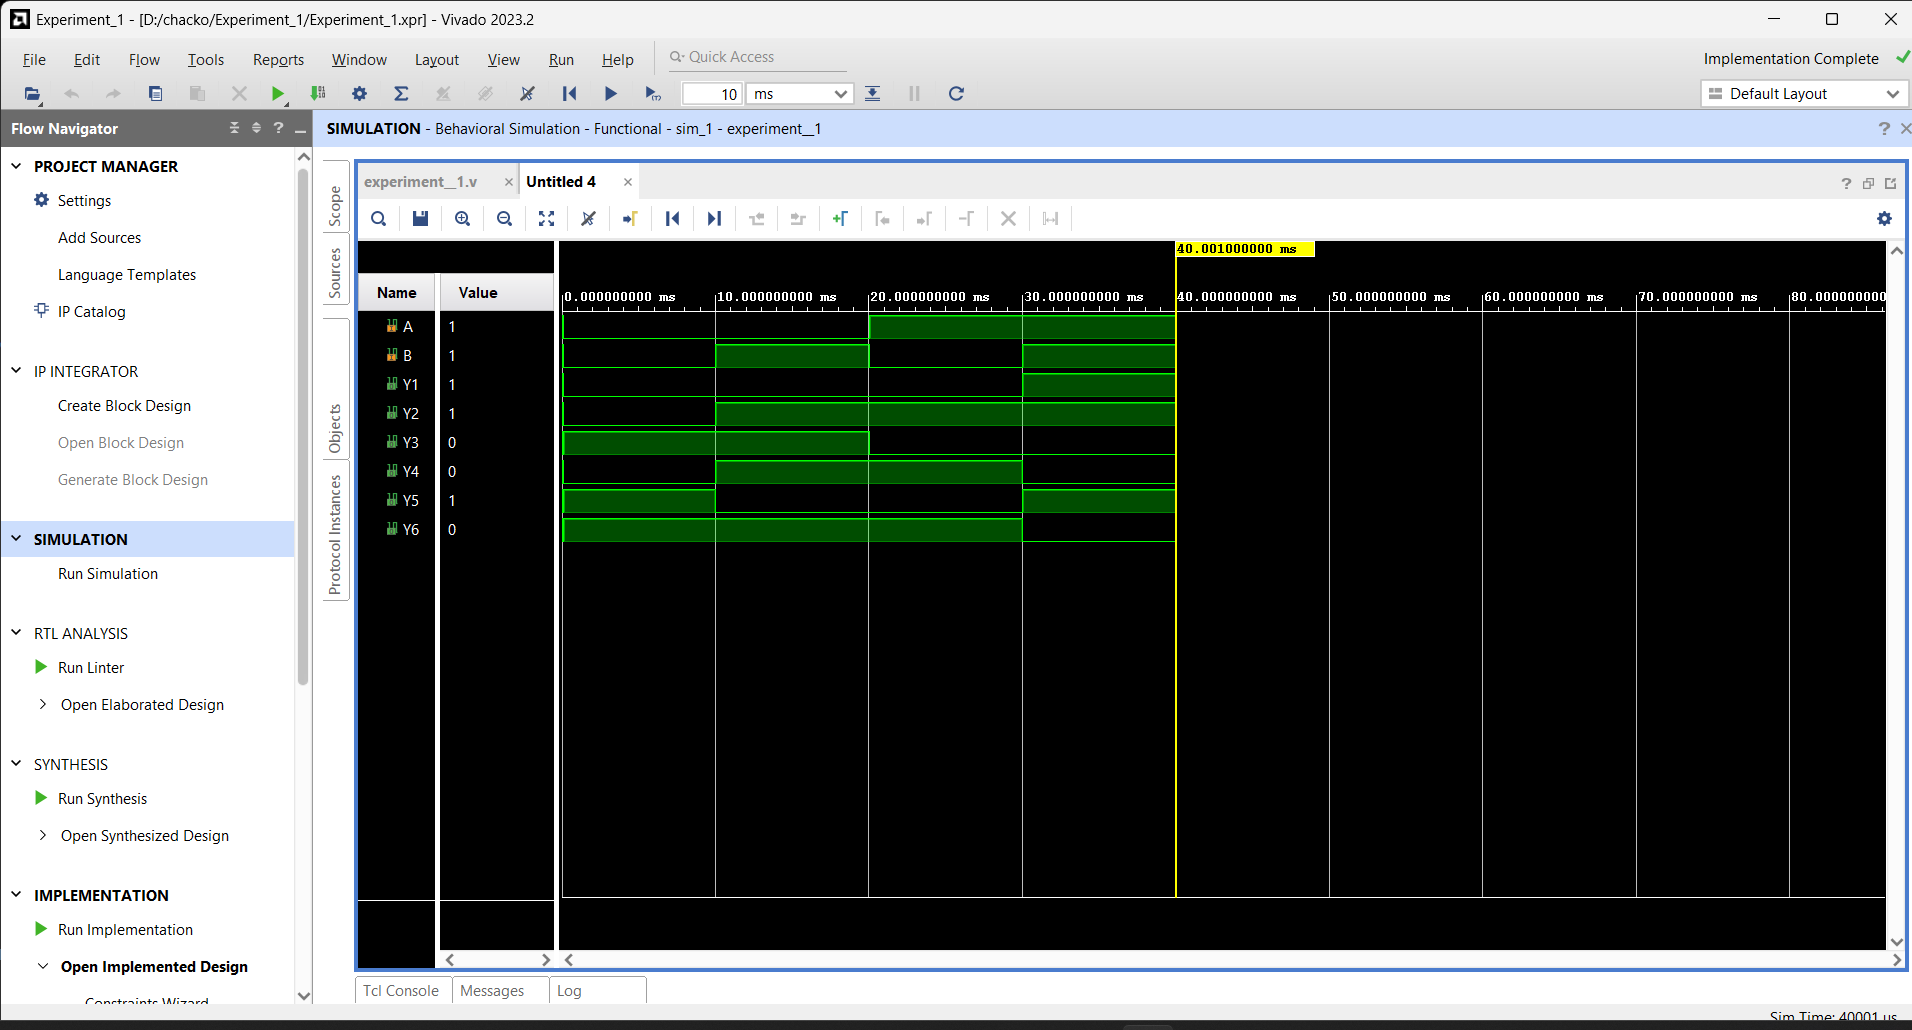 Experiment_1 - [D:/chacko/Experiment_1/Experiment_1.xpr] - Vivado 2023.2
File Edit Flow Tools Reports Window Layout View Run Help Quick Access Implementation Complete
10 ms Default Layout
Flow Navigator ?
SIMULATION - Behavioral Simulation - Functional - sim_1 - experiment__1 ?
PROJECT MANAGER
Settings
Add Sources
Language Templates
IP Catalog
IP INTEGRATOR
Create Block Design
Open Block Design
Generate Block Design
SIMULATION
Run Simulation
RTL ANALYSIS
Run Linter
Open Elaborated Design
SYNTHESIS
Run Synthesis
Open Synthesized Design
IMPLEMENTATION
Run Implementation
Open Implemented Design
Constraints Wizard
Scope
Sources
Objects
Protocol Instances
experiment__1.v Untitled 4 ?
40.001000000 ms
Name Value
0.000000000 ms 10.000000000 ms 20.000000000 ms 30.000000000 ms 40.000000000 ms 50.000000000 ms 60.000000000 ms 70.000000000 ms 80.000000000
A 1
B 1
Y1 1
Y2 1
Y3 0
Y4 0
Y5 1
Y6 0
Tcl Console Messages Log
Sim Time: 40001 us